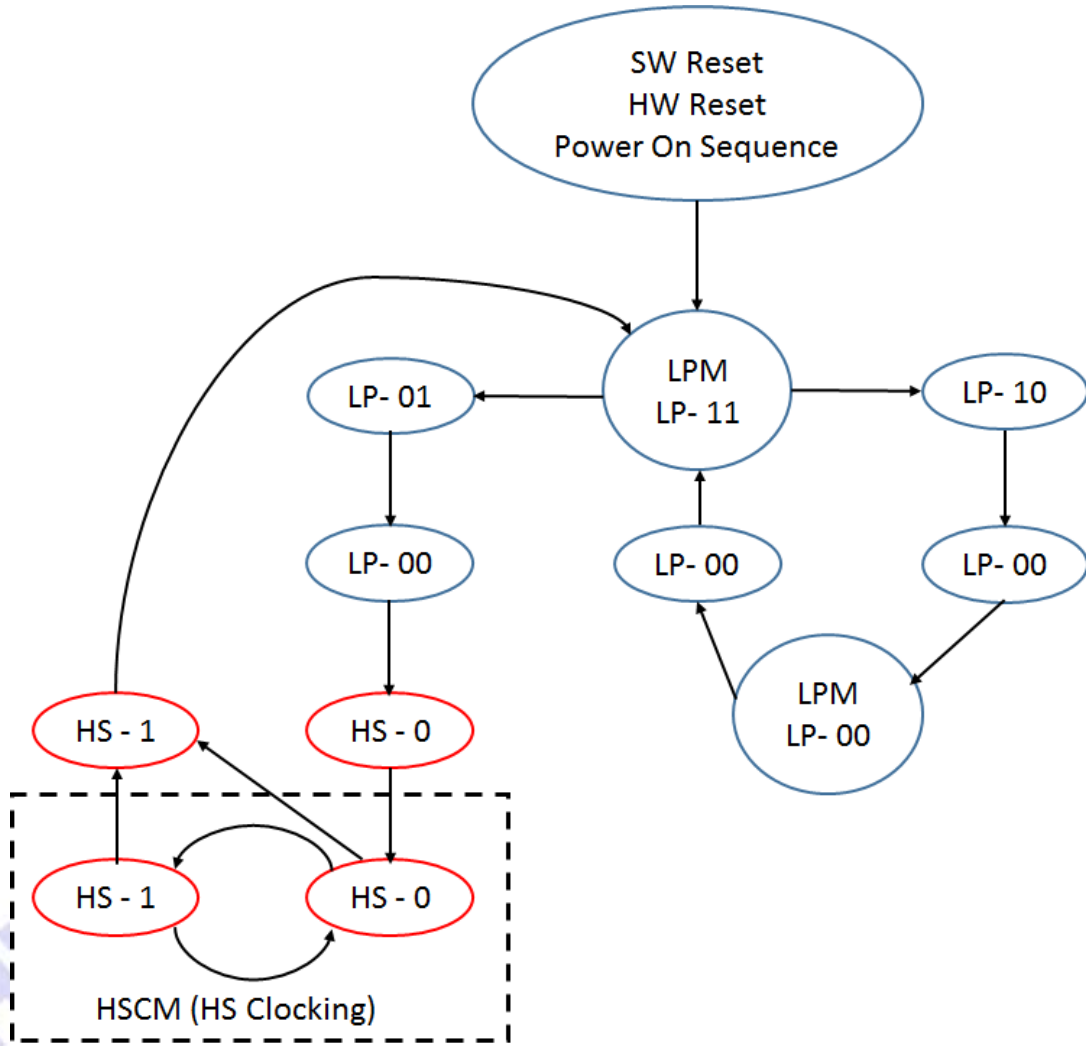 SW Reset
HW Reset
Power On Sequence
LPM
LP- 11
LP- 01
LP- 10
LP- 00
LP- 00
LP- 00
LPM
LP- 00
HS - 1
HS - 0
HS - 1
HS - 0
HSCM (HS Clocking)